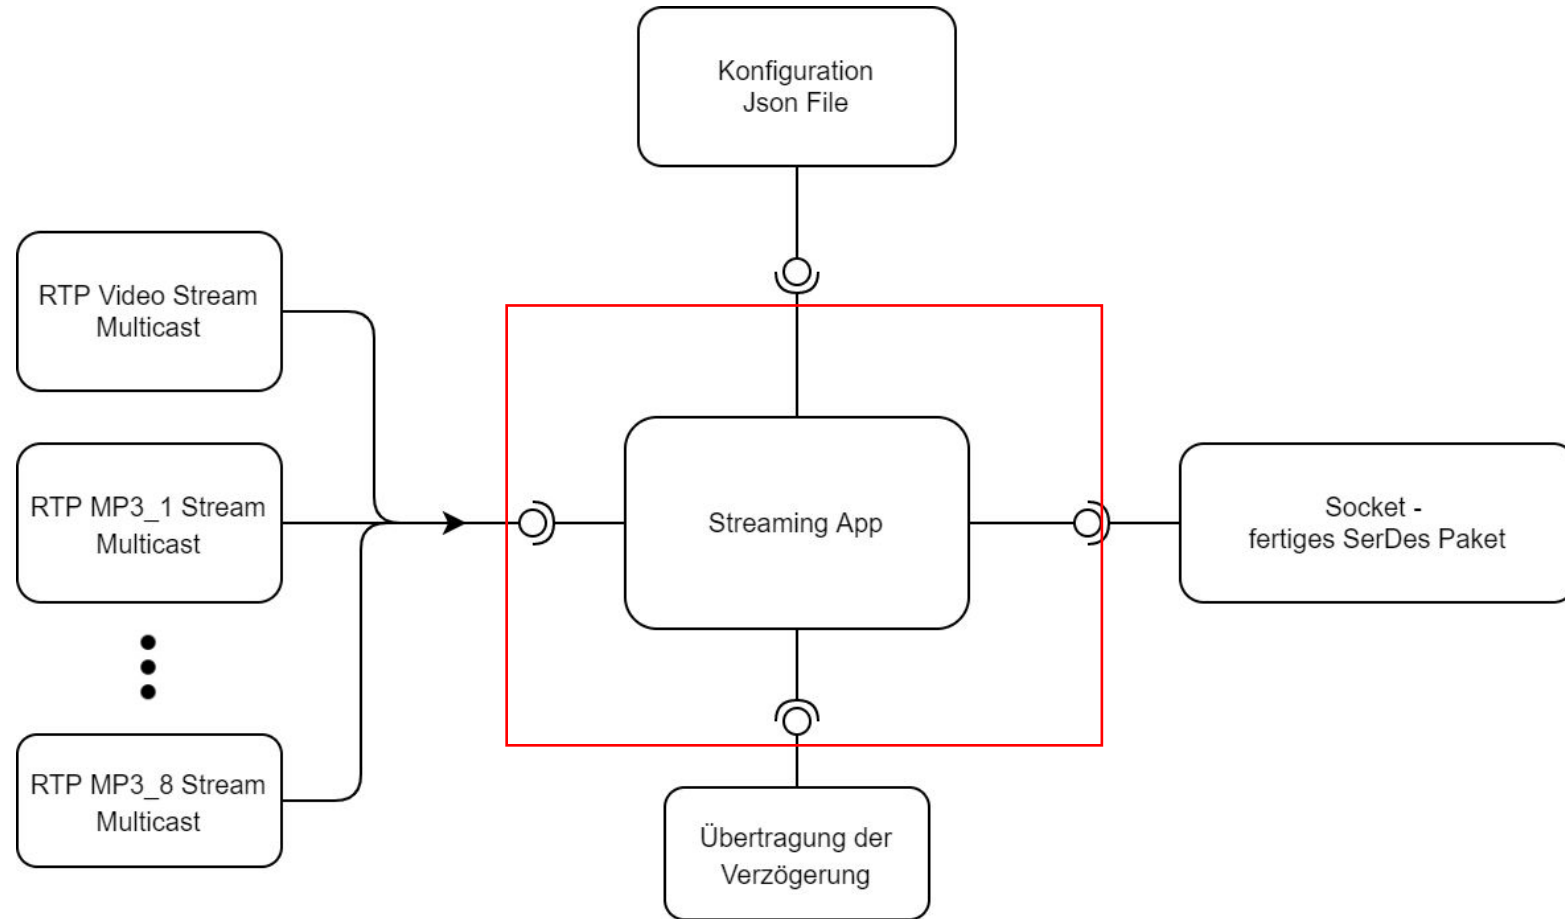 Konfiguration
Json File
RTP Video Stream
Multicast
RTP MP3_1 Stream
Multicast
Streaming App
Socket -
fertiges SerDes Paket
RTP MP3_8 Stream
Multicast
Übertragung der
Verzögerung